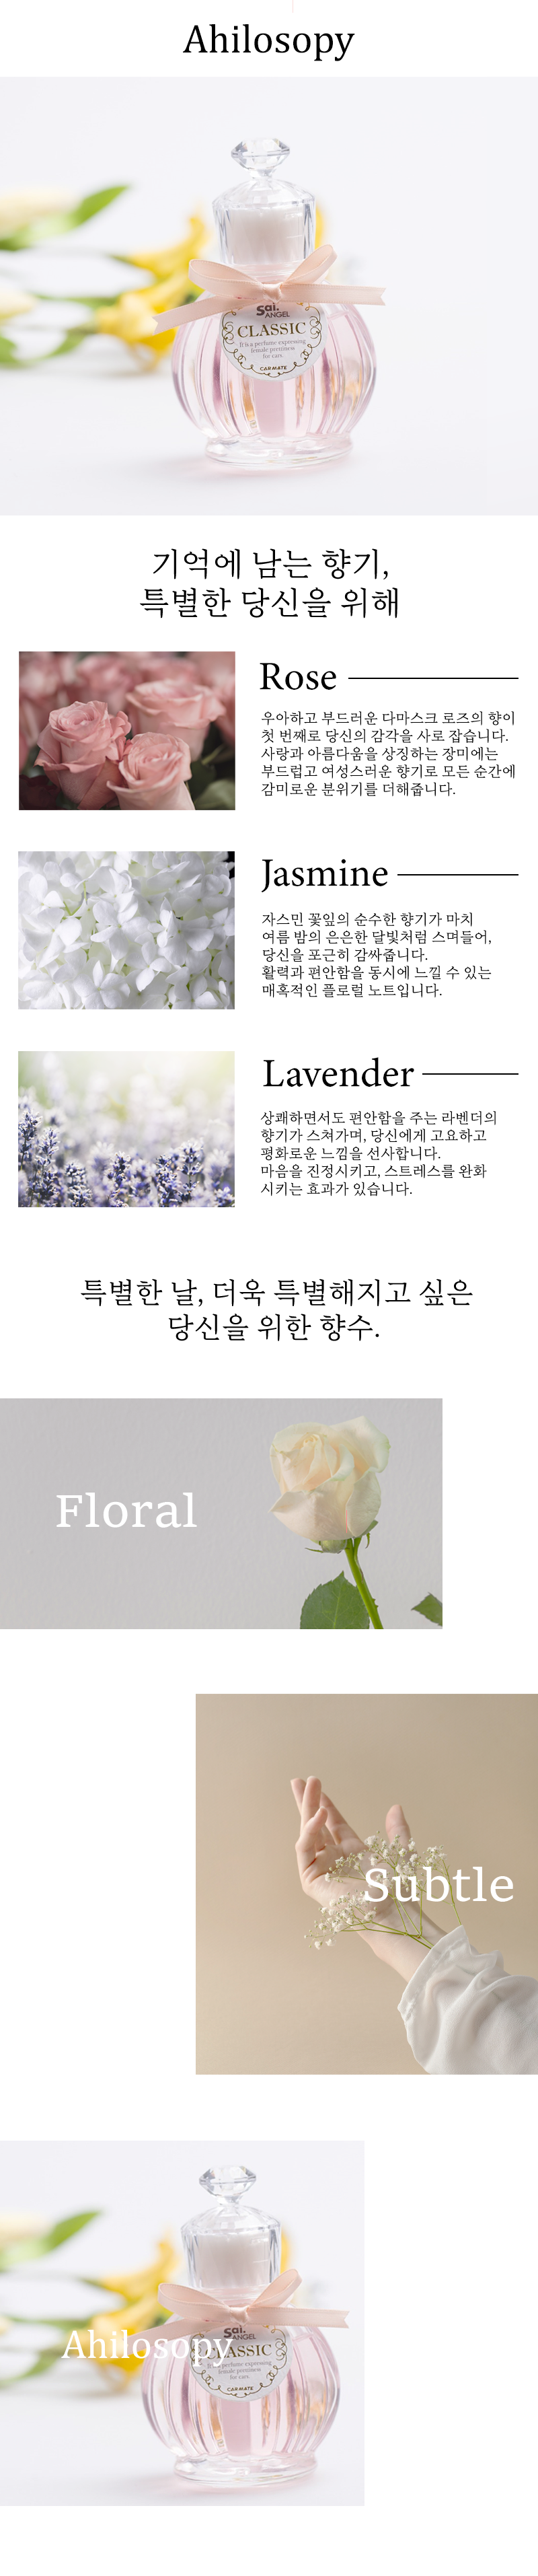 Ahilosopy
Sai.
ANGEL
CLASSIC
It is a perfume expressing
female prettiness
for cars.
CAR MATE
기억에 남는 향기,
특별한 당신을 위해
Rose
우아하고 부드러운 다마스크 로즈의 향이
첫 번째로 당신의 감각을 사로 잡습니다.
사랑과 아름다움을 상징하는 장미에는
부드럽고 여성스러운 향기로 모든 순간에
감미로운 분위기를 더해줍니다.
Jasmine
자스민 꽃잎의 순수한 향기가 마치
여름 밤의 은은한 달빛처럼 스며들어,
당신을 포근히 감싸줍니다.
활력과 편안함을 동시에 느낄 수 있는
매혹적인 플로럴 노트입니다.
Lavender
상쾌하면서도 편안함을 주는 라벤더의
향기가 스쳐가며, 당신에게 고요하고
평화로운 느낌을 선사합니다.
마음을 진정시키고, 스트레스를 완화
시키는 효과가 있습니다.
특별한 날, 더욱 특별해지고 싶은
당신을 위한 향수.
Floral
Subtle
Sai.
ANGEL
Ahilosopy
ASSIC
perfume expressing
female prettiness
for cars.
CAR MATE